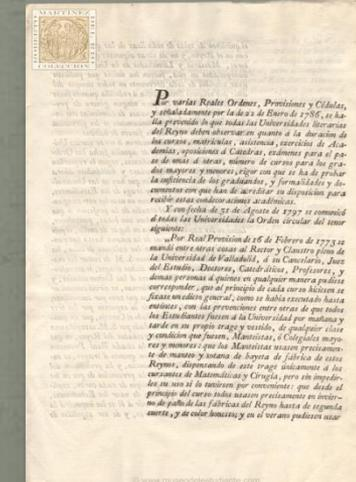 MARTINEZ
COLECCION
Por varias Reales Ordenes, Provisiones y Cédulas,
y señaladamente por la de 22 de Enero de 1786, se ha-
lla prevenido lo que todas las Universidades literarias
del Reyno deben observar en quanto á la duracion de
los cursos, matrículas, asistencia, exercicios de Aca-
demias, oposiciones á Cátedras, exâmenes para el pa-
se de unas á otras, número de cursos para los gra-
dos mayores y menores, rigor con que se ha de probar
la suficiencia de los graduandos, y formalidades y do-
cumentos con que han de acreditar su disposicion para
recibir estas condecoraciones académicas.
Y con fecha de 31 de Agosto de 1797 se comunicó
á todas las Universidades la Orden circular del tenor
siguiente:
„Por Real Provision de 16 de Febrero de 1773 se
mandó entre otras cosas al Rector y Claustro pleno de
la Universidad de Valladolid, á su Cancelario, Juez
del Estudio, Doctores, Catedráticos, Profesores, y
demas personas á quienes en qualquier manera pudiese
corresponder, que al principio de cada curso hiciesen se
fixase un edicto general, como se habia executado hasta
entónces, con las prevenciones entre otras de que todos
los Estudiantes fuesen á la Universidad por mañana y
tarde en su propio trage y vestido, de qualquier clase
y condicion que fuesen, Manteistas, ó Colegiales mayo-
res y menores: que los Manteistas usasen precisamen-
te de manteo y sotana de bayeta de fábrica de estos
Reynos, dispensando de este trage únicamente á los
cursantes de Matemáticas y Cirugía, pero sin impedir-
les su uso si lo tuviesen por conveniente: que desde el
principio del curso todos usasen precisamente en invier-
no de paño de las fábricas del Reyno hasta de segunda
suerte, y de color honesto; y en el verano pudiesen usar